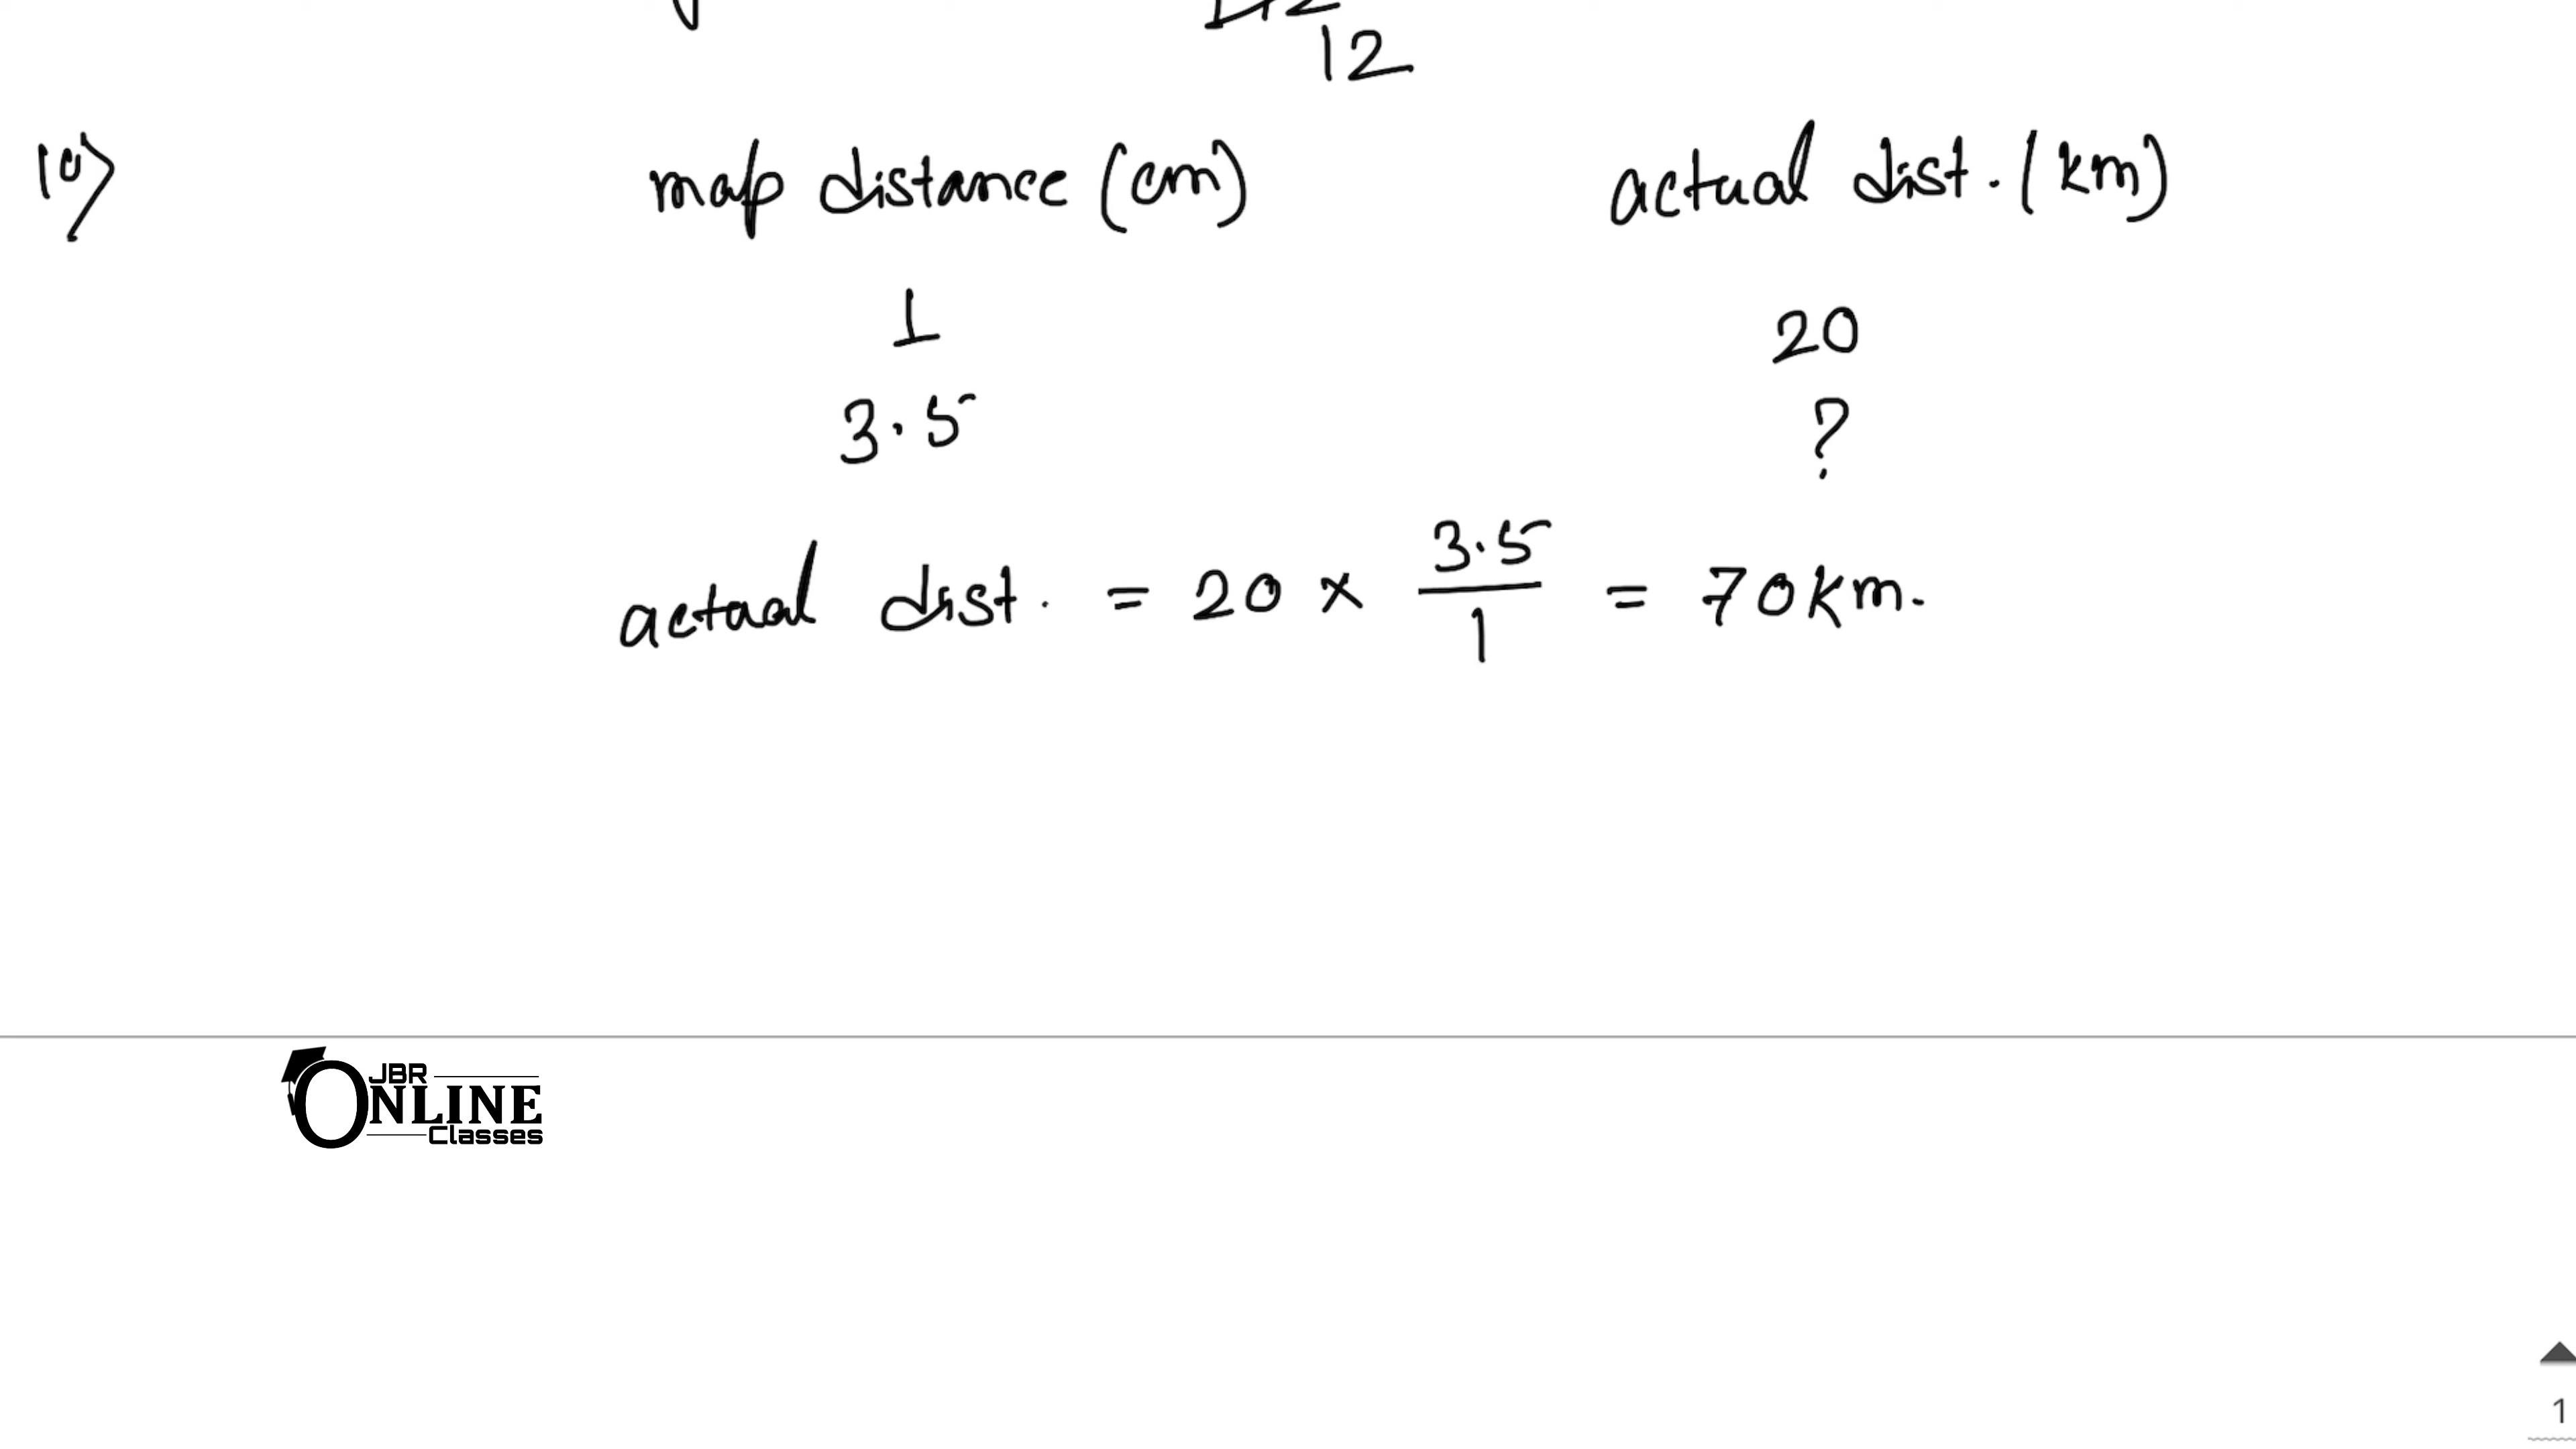 12
10)
map distance (cm) actual dist. (km)
1 20
3.5 ?
actual dist. = 20 × 3.5/1 = 70 km.
JBR
ONLINE
Classes
1